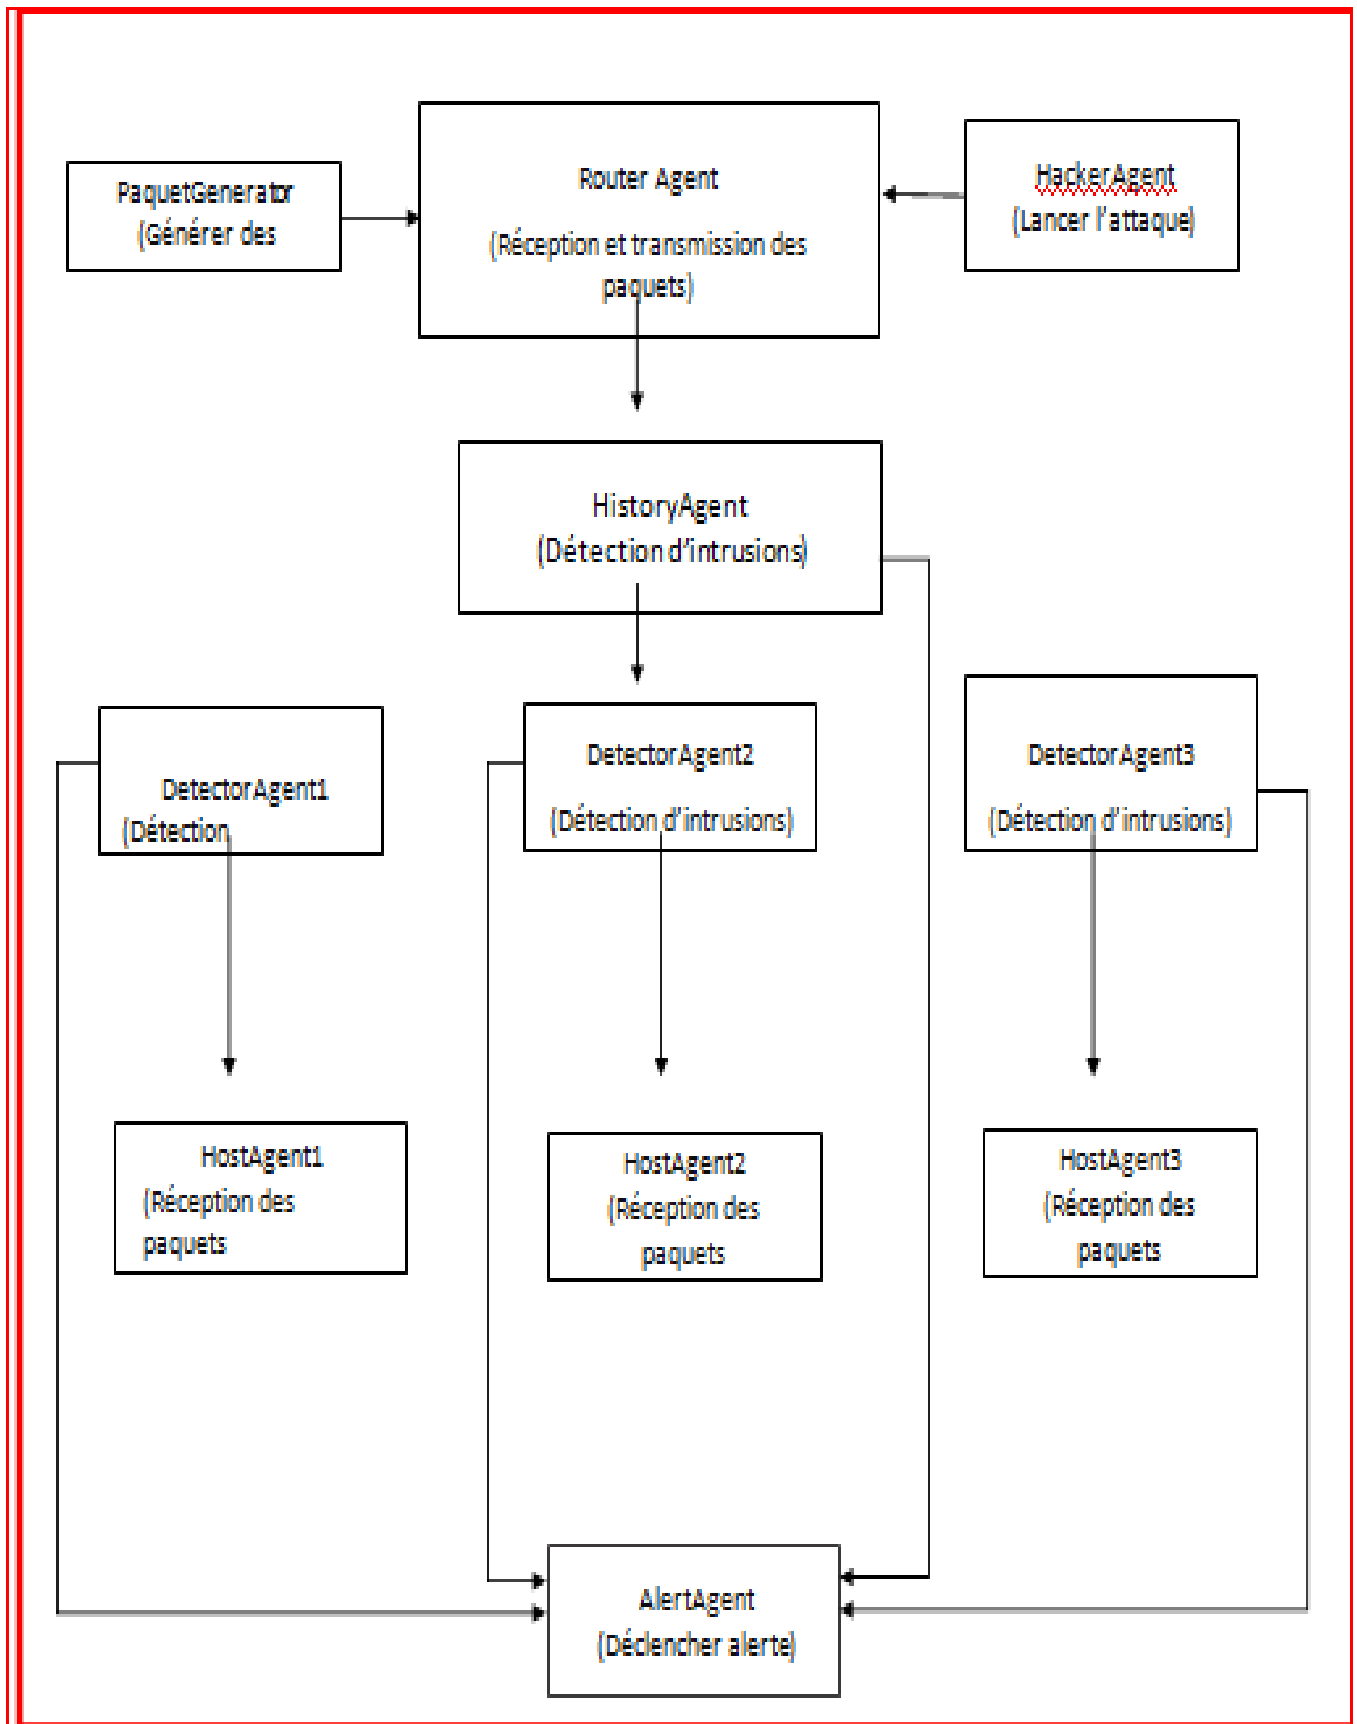 PaquetGenerator
(Générer des
Router Agent
(Réception et transmission des
paquets)
HackerAgent
(Lancer l'attaque)
HistoryAgent
(Détection d'intrusions)
DetectorAgent1
(Détection
DetectorAgent2
(Détection d'intrusions)
DetectorAgent3
(Détection d'intrusions)
HostAgent1
(Réception des
paquets
HostAgent2
(Réception des
paquets
HostAgent3
(Réception des
paquets
AlertAgent
(Déclencher alerte)